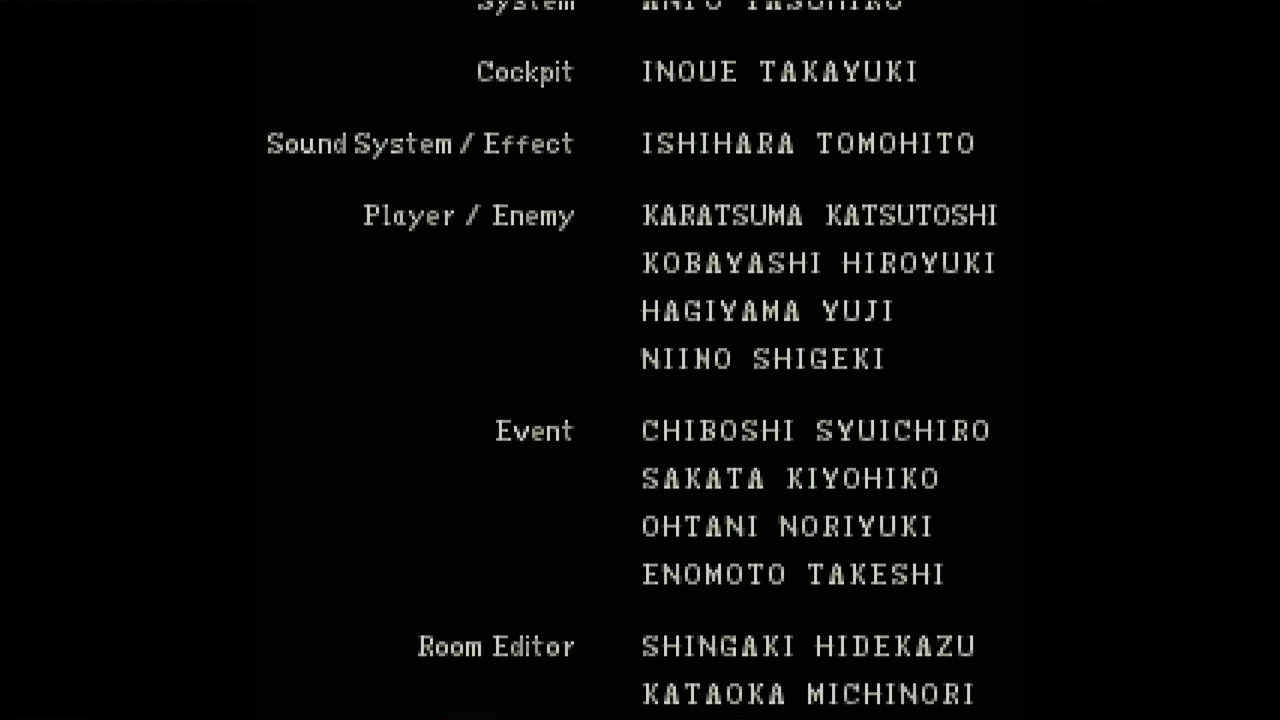 System
Cockpit INOUE TAKAYUKI
Sound System / Effect ISHIHARA TOMOHITO
Player / Enemy KARATSUMA KATSUTOSHI
KOBAYASHI HIROYUKI
HAGIYAMA YUJI
NIINO SHIGEKI
Event CHIBOSHI SYUICHIRO
SAKATA KIYOHIKO
OHTANI NORIYUKI
ENOMOTO TAKESHI
Room Editor SHINGAKI HIDEKAZU
KATAOKA MICHINORI